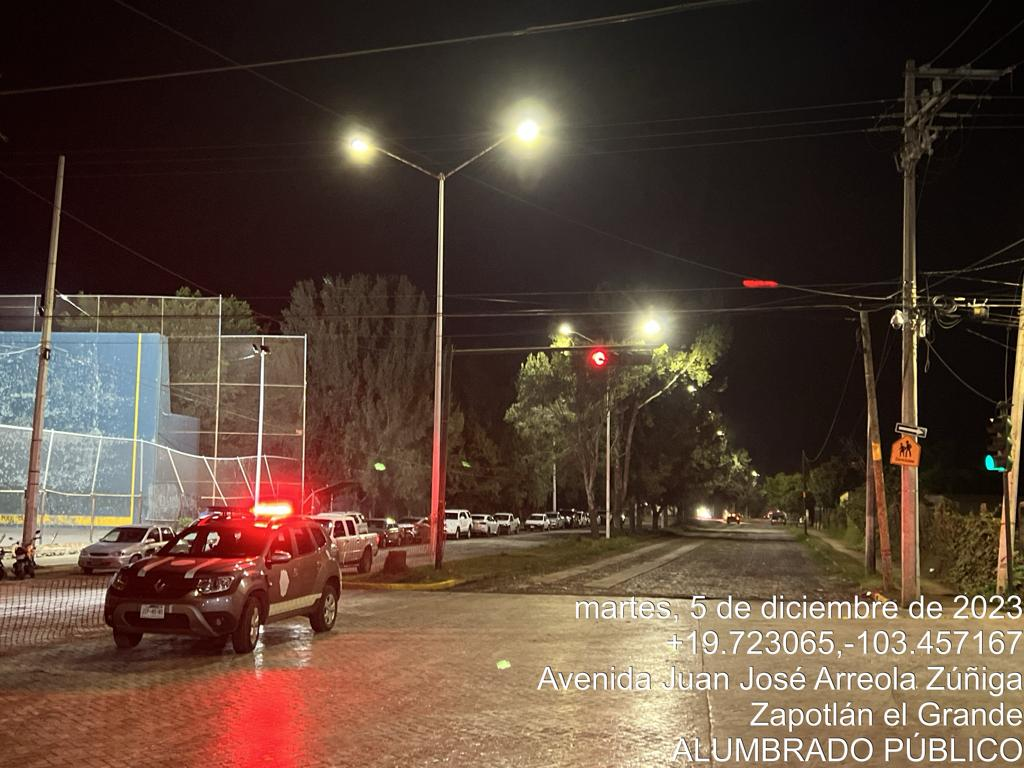 martes, 5 de diciembre de 2023
+19.723065,-103.457167
Avenida Juan José Arreola Zúñiga
Zapotlán el Grande
ALUMBRADO PÚBLICO